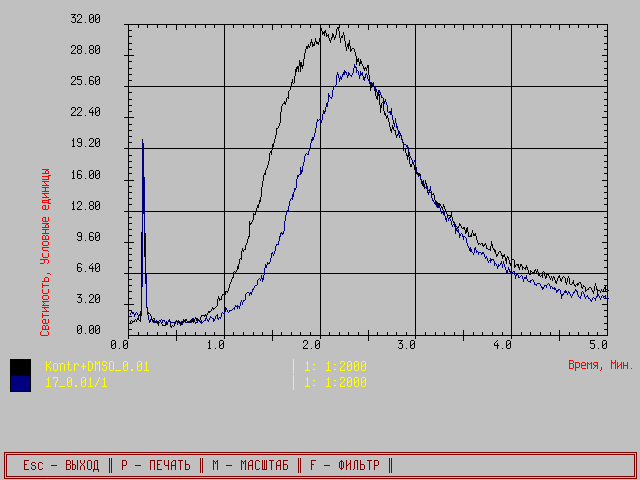 32.00
28.80
25.60
22.40
19.20
16.00
12.80
9.60
6.40
3.20
0.00
Светимость, Условные единицы
0.0 1.0 2.0 3.0 4.0 5.0
Время, Мин.
Kontr+DMSO_0.01 | 1: 1:2000
17_0.01/1 | 1: 1:2000
Esc – ВЫХОД ║ P – ПЕЧАТЬ ║ M – МАСШТАБ ║ F – ФИЛЬТР ║